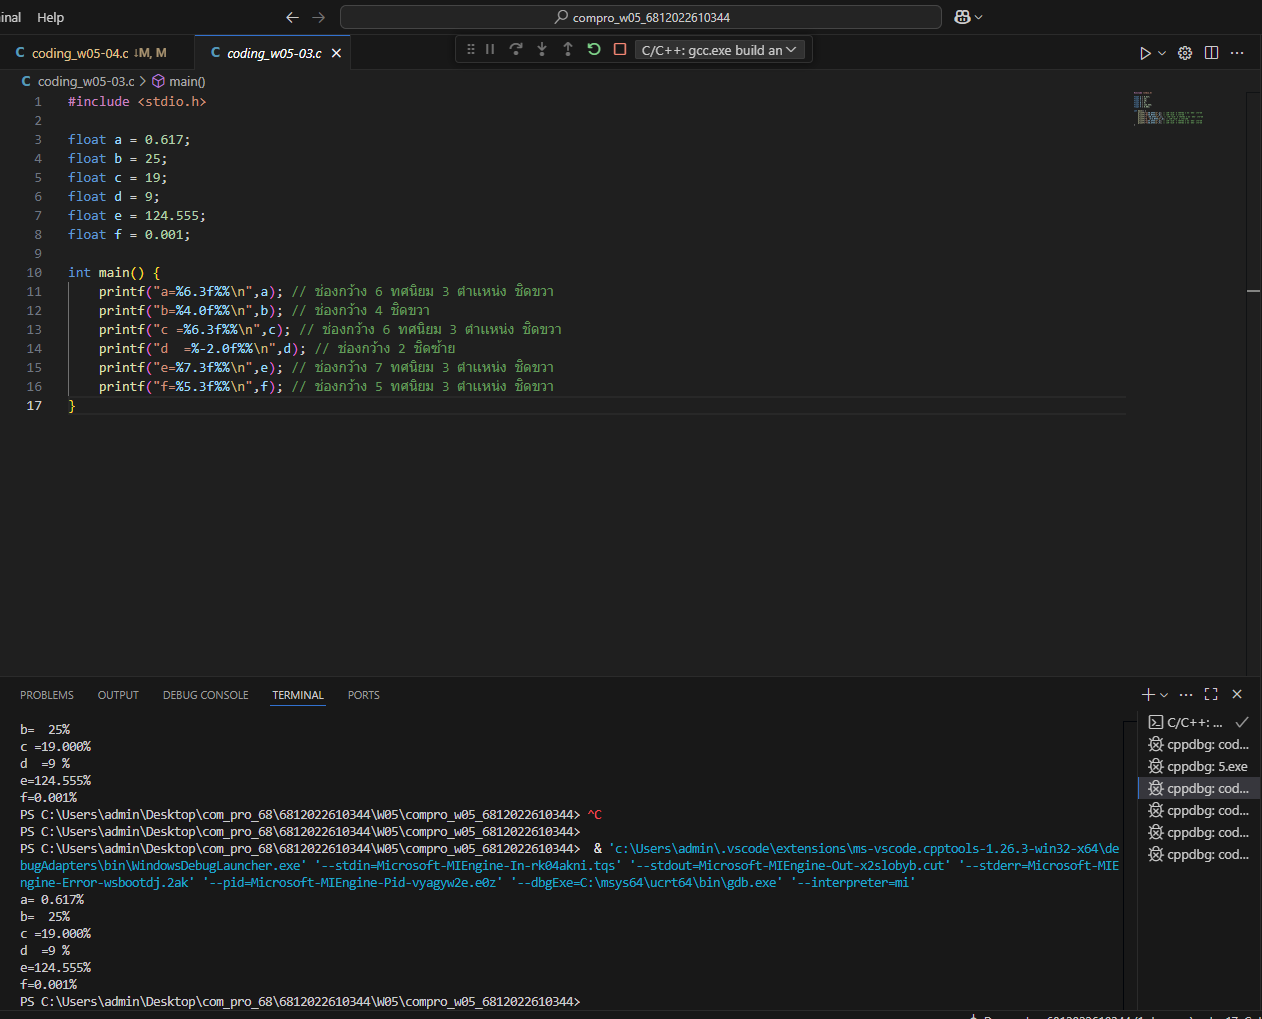 inal Help
compro_w05_6812022610344
C coding_w05-04.c ↓M, M
C coding_w05-03.c ×
C/C++: gcc.exe build an
C coding_w05-03.c > main()
1 #include <stdio.h>
2
3 float a = 0.617;
4 float b = 25;
5 float c = 19;
6 float d = 9;
7 float e = 124.555;
8 float f = 0.001;
9
10 int main() {
11 printf("a=%6.3f%%\n",a); // ช่องกว้าง 6 ทศนิยม 3 ตำแหน่ง ชิดขวา
12 printf("b=%4.0f%%\n",b); // ช่องกว้าง 4 ชิดขวา
13 printf("c =%6.3f%%\n",c); // ช่องกว้าง 6 ทศนิยม 3 ตำแหน่ง ชิดขวา
14 printf("d  =%-2.0f%%\n",d); // ช่องกว้าง 2 ชิดซ้าย
15 printf("e=%7.3f%%\n",e); // ช่องกว้าง 7 ทศนิยม 3 ตำแหน่ง ชิดขวา
16 printf("f=%5.3f%%\n",f); // ช่องกว้าง 5 ทศนิยม 3 ตำแหน่ง ชิดขวา
17 }
PROBLEMS OUTPUT DEBUG CONSOLE TERMINAL PORTS
b=  25%
c =19.000%
d  =9 %
e=124.555%
f=0.001%
PS C:\Users\admin\Desktop\com_pro_68\6812022610344\W05\compro_w05_6812022610344> ^C
PS C:\Users\admin\Desktop\com_pro_68\6812022610344\W05\compro_w05_6812022610344>
PS C:\Users\admin\Desktop\com_pro_68\6812022610344\W05\compro_w05_6812022610344>  & 'c:\Users\admin\.vscode\extensions\ms-vscode.cpptools-1.26.3-win32-x64\de
bugAdapters\bin\WindowsDebugLauncher.exe' '--stdin=Microsoft-MIEngine-In-rk04akni.tqs' '--stdout=Microsoft-MIEngine-Out-x2slobyb.cut' '--stderr=Microsoft-MIE
ngine-Error-wsbootdj.2ak' '--pid=Microsoft-MIEngine-Pid-vyagyw2e.e0z' '--dbgExe=C:\msys64\ucrt64\bin\gdb.exe' '--interpreter=mi'
a= 0.617%
b=  25%
c =19.000%
d  =9 %
e=124.555%
f=0.001%
PS C:\Users\admin\Desktop\com_pro_68\6812022610344\W05\compro_w05_6812022610344>
C/C++: ...
cppdbg: cod...
cppdbg: 5.exe
cppdbg: cod...
cppdbg: cod...
cppdbg: cod...
cppdbg: cod...